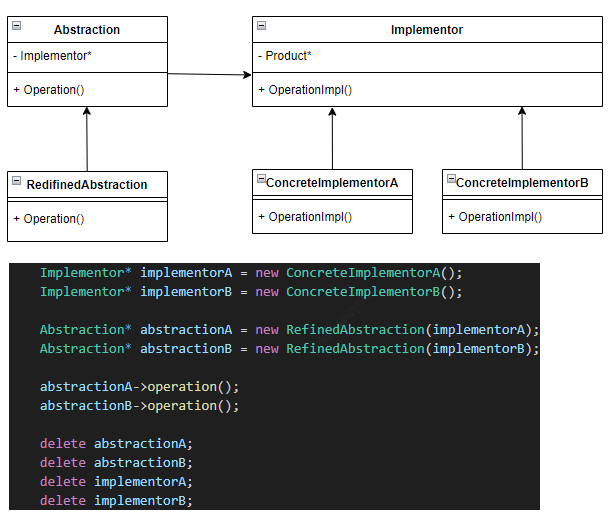 Abstraction
- Implementor*
+ Operation()
Implementor
- Product*
+ OperationImpl()
RedifinedAbstraction
+ Operation()
ConcreteImplementorA
+ OperationImpl()
ConcreteImplementorB
+ OperationImpl()
Implementor* implementorA = new ConcreteImplementorA();
Implementor* implementorB = new ConcreteImplementorB();
Abstraction* abstractionA = new RefinedAbstraction(implementorA);
Abstraction* abstractionB = new RefinedAbstraction(implementorB);
abstractionA->operation();
abstractionB->operation();
delete abstractionA;
delete abstractionB;
delete implementorA;
delete implementorB;